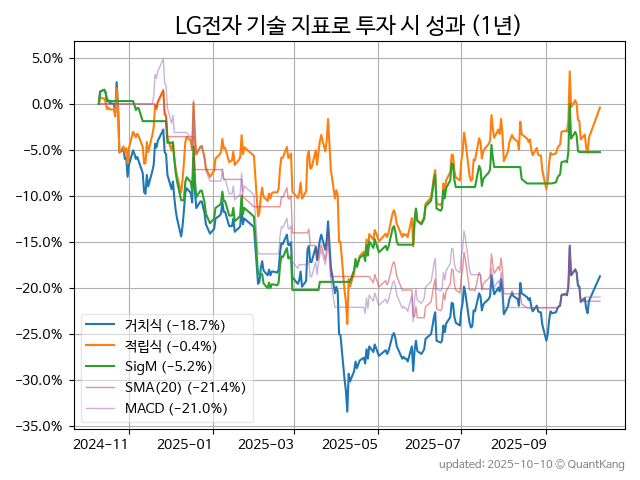 LG전자 기술 지표로 투자 시 성과 (1년)
5.0%
0.0%
−5.0%
−10.0%
−15.0%
−20.0%
−25.0%
−30.0%
−35.0%
거치식 (−18.7%)
적립식 (−0.4%)
SigM (−5.2%)
SMA(20) (−21.4%)
MACD (−21.0%)
2024-11
2025-01
2025-03
2025-05
2025-07
2025-09
updated: 2025-10-10 © QuantKang